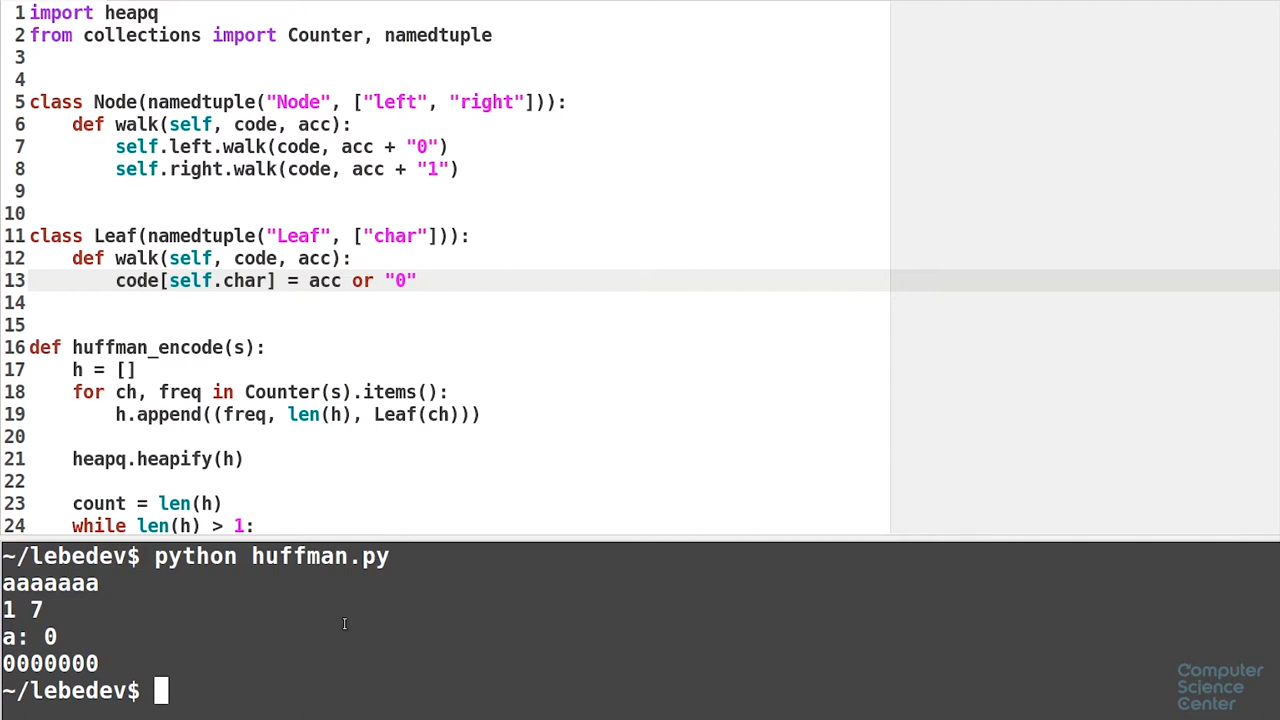 1 import heapq
2 from collections import Counter, namedtuple
3
4
5 class Node(namedtuple("Node", ["left", "right"])):
6     def walk(self, code, acc):
7         self.left.walk(code, acc + "0")
8         self.right.walk(code, acc + "1")
9
10
11 class Leaf(namedtuple("Leaf", ["char"])):
12     def walk(self, code, acc):
13         code[self.char] = acc or "0"
14
15
16 def huffman_encode(s):
17     h = []
18     for ch, freq in Counter(s).items():
19         h.append((freq, len(h), Leaf(ch)))
20
21     heapq.heapify(h)
22
23     count = len(h)
24     while len(h) > 1:
~/lebedev$ python huffman.py
aaaaaaa
1 7
a: 0
0000000
~/lebedev$
Computer
Science
Center